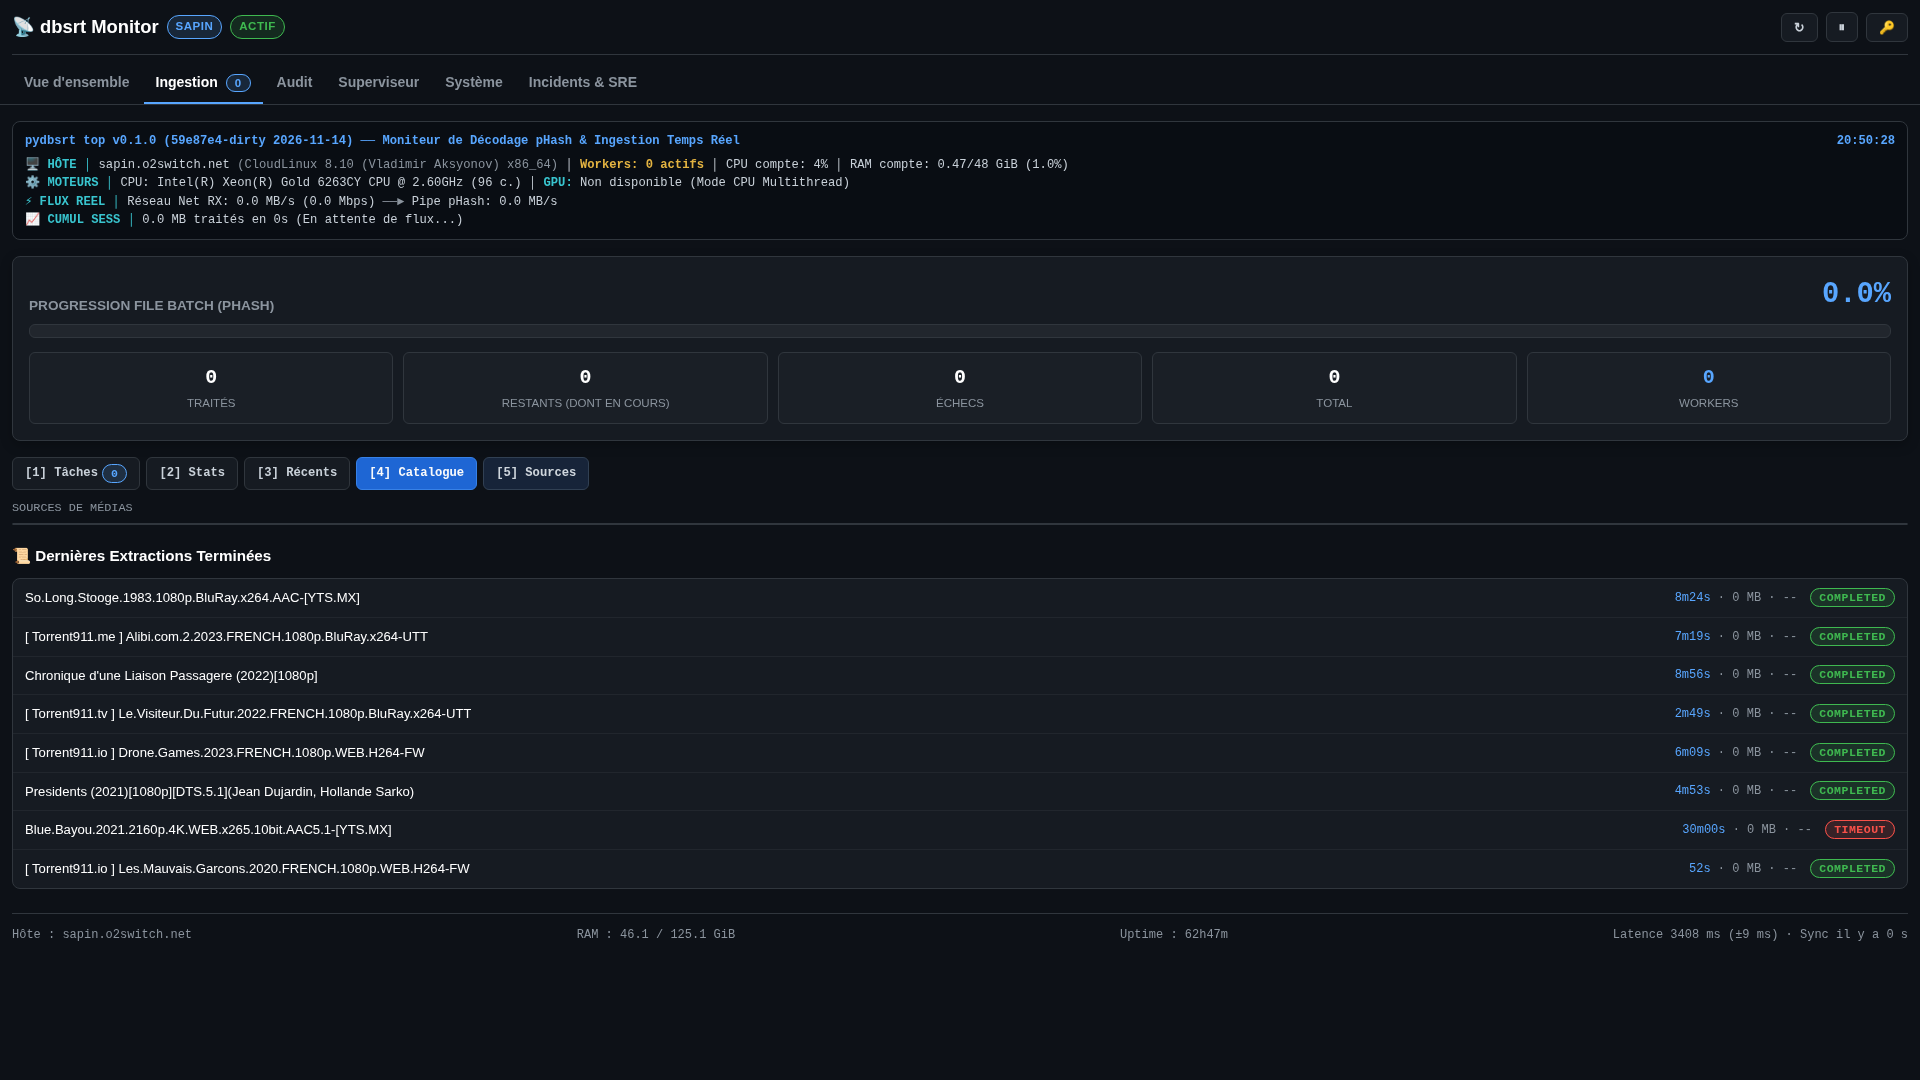 📡 dbsrt Monitor SAPIN ACTIF ↻ ⏸ 🔑
Vue d'ensemble Ingestion 0 Audit Superviseur Système Incidents & SRE
pydbsrt top v0.1.0 (59e87e4-dirty 2026-11-14) —— Moniteur de Décodage pHash & Ingestion Temps Réel 20:50:28
🖥️ HÔTE │ sapin.o2switch.net (CloudLinux 8.10 (Vladimir Aksyonov) x86_64) │ Workers: 0 actifs │ CPU compte: 4% │ RAM compte: 0.47/48 GiB (1.0%)
⚙️ MOTEURS │ CPU: Intel(R) Xeon(R) Gold 6263CY CPU @ 2.60GHz (96 c.) │ GPU: Non disponible (Mode CPU Multithread)
⚡ FLUX REEL │ Réseau Net RX: 0.0 MB/s (0.0 Mbps) ──▶ Pipe pHash: 0.0 MB/s
📈 CUMUL SESS │ 0.0 MB traités en 0s (En attente de flux...)
PROGRESSION FILE BATCH (PHASH) 0.0%
0 0 0 0 0
TRAITÉS RESTANTS (DONT EN COURS) ÉCHECS TOTAL WORKERS
[1] Tâches 0 [2] Stats [3] Récents [4] Catalogue [5] Sources
SOURCES DE MÉDIAS
📜 Dernières Extractions Terminées
So.Long.Stooge.1983.1080p.BluRay.x264.AAC-[YTS.MX] 8m24s · 0 MB · -- COMPLETED
[ Torrent911.me ] Alibi.com.2.2023.FRENCH.1080p.BluRay.x264-UTT 7m19s · 0 MB · -- COMPLETED
Chronique d'une Liaison Passagere (2022)[1080p] 8m56s · 0 MB · -- COMPLETED
[ Torrent911.tv ] Le.Visiteur.Du.Futur.2022.FRENCH.1080p.BluRay.x264-UTT 2m49s · 0 MB · -- COMPLETED
[ Torrent911.io ] Drone.Games.2023.FRENCH.1080p.WEB.H264-FW 6m09s · 0 MB · -- COMPLETED
Presidents (2021)[1080p][DTS.5.1](Jean Dujardin, Hollande Sarko) 4m53s · 0 MB · -- COMPLETED
Blue.Bayou.2021.2160p.4K.WEB.x265.10bit.AAC5.1-[YTS.MX] 30m00s · 0 MB · -- TIMEOUT
[ Torrent911.io ] Les.Mauvais.Garcons.2020.FRENCH.1080p.WEB.H264-FW 52s · 0 MB · -- COMPLETED
Hôte : sapin.o2switch.net RAM : 46.1 / 125.1 GiB Uptime : 62h47m Latence 3408 ms (±9 ms) · Sync il y a 0 s